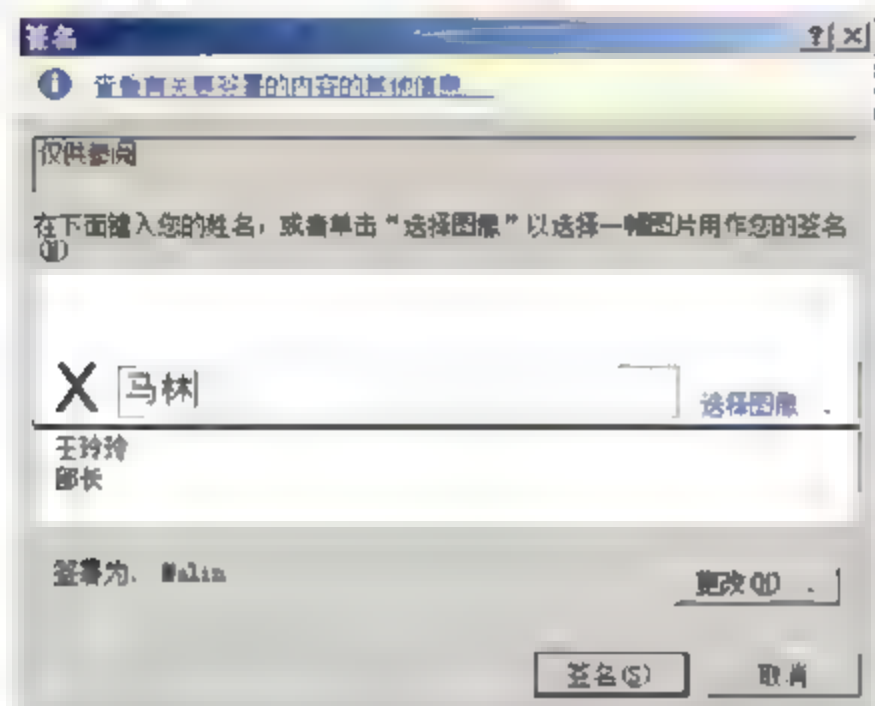 签名
查看有关要签署的内容的其他信息...
仅供参阅
在下面键入您的姓名，或者单击“选择图像”以选择一幅图片用作您的签名
(N)
X 马林 选择图像
王玲玲
部长
签署为: Malin
更改(N)
签名(S) 取消